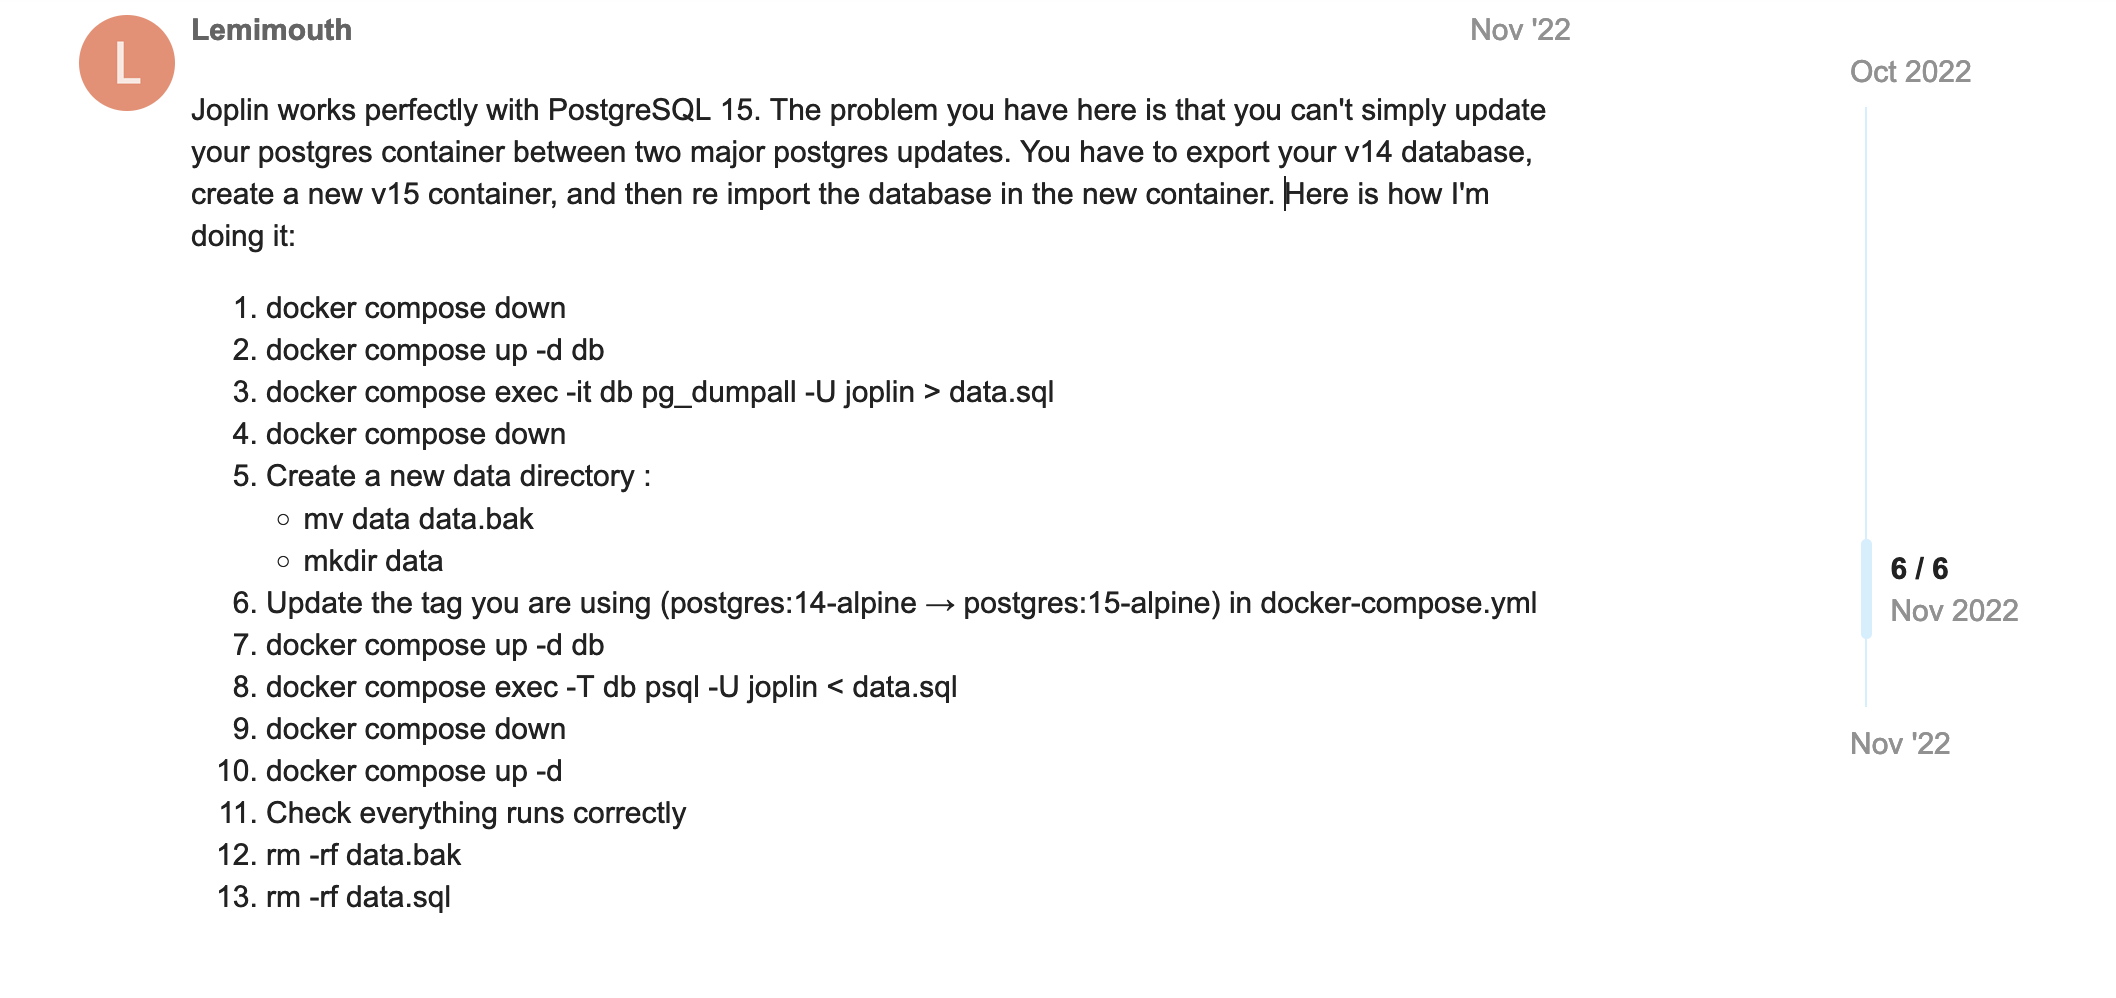 L
Lemimouth
Nov '22
Joplin works perfectly with PostgreSQL 15. The problem you have here is that you can't simply update
your postgres container between two major postgres updates. You have to export your v14 database,
create a new v15 container, and then re import the database in the new container. Here is how I'm
doing it:
1. docker compose down
2. docker compose up -d db
3. docker compose exec -it db pg_dumpall -U joplin > data.sql
4. docker compose down
5. Create a new data directory :
○ mv data data.bak
○ mkdir data
6. Update the tag you are using (postgres:14-alpine → postgres:15-alpine) in docker-compose.yml
7. docker compose up -d db
8. docker compose exec -T db psql -U joplin < data.sql
9. docker compose down
10. docker compose up -d
11. Check everything runs correctly
12. rm -rf data.bak
13. rm -rf data.sql
Oct 2022
6 / 6
Nov 2022
Nov '22